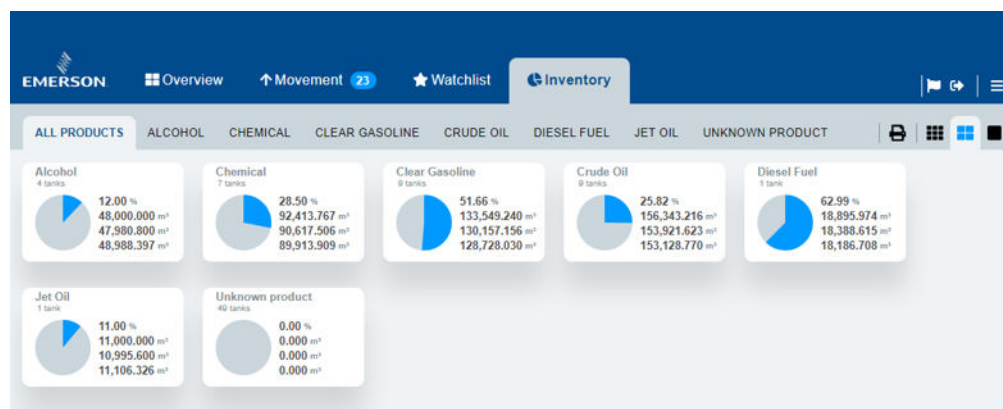 EMERSON
Overview
Movement 23
Watchlist
Inventory
ALL PRODUCTS
ALCOHOL
CHEMICAL
CLEAR GASOLINE
CRUDE OIL
DIESEL FUEL
JET OIL
UNKNOWN PRODUCT
Alcohol
4 tanks
12.00 %
48,000.000 m³
47,980.800 m³
48,988.397 m³
Chemical
7 tanks
28.50 %
92,413.767 m³
90,617.506 m³
89,913.909 m³
Clear Gasoline
9 tanks
51.66 %
133,549.240 m³
130,157.156 m³
128,728.030 m³
Crude Oil
9 tanks
25.82 %
156,343.216 m³
153,921.623 m³
153,128.770 m³
Diesel Fuel
1 tank
62.99 %
18,895.974 m³
18,388.615 m³
18,186.708 m³
Jet Oil
1 tank
11.00 %
11,000.000 m³
10,995.600 m³
11,106.326 m³
Unknown product
49 tanks
0.00 %
0.000 m³
0.000 m³
0.000 m³